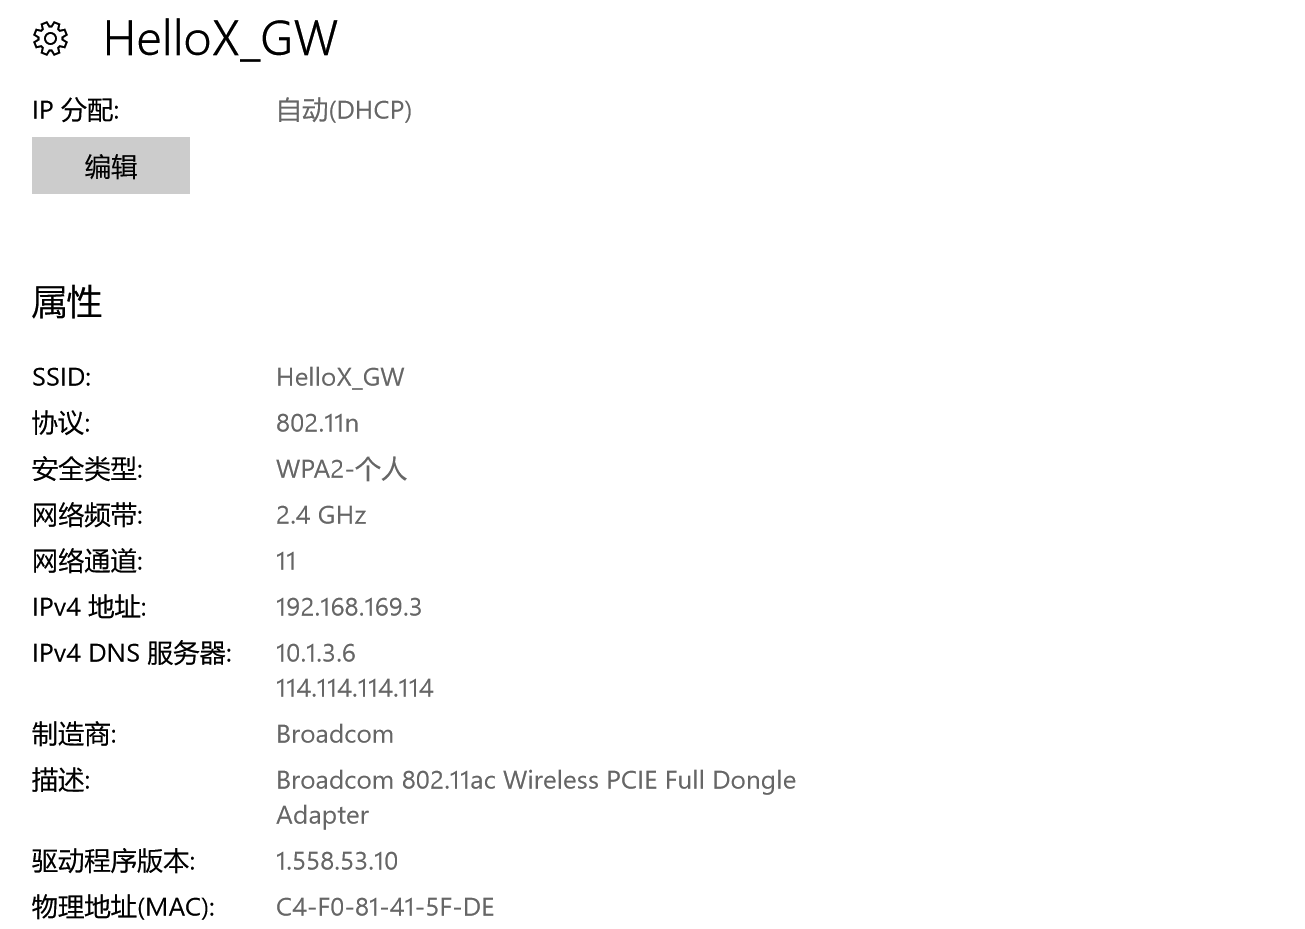 HelloX_GW
IP 分配: 自动(DHCP)
编辑
属性
SSID: HelloX_GW
协议: 802.11n
安全类型: WPA2-个人
网络频带: 2.4 GHz
网络通道: 11
IPv4 地址: 192.168.169.3
IPv4 DNS 服务器: 10.1.3.6
114.114.114.114
制造商: Broadcom
描述: Broadcom 802.11ac Wireless PCIE Full Dongle
Adapter
驱动程序版本: 1.558.53.10
物理地址(MAC): C4-F0-81-41-5F-DE